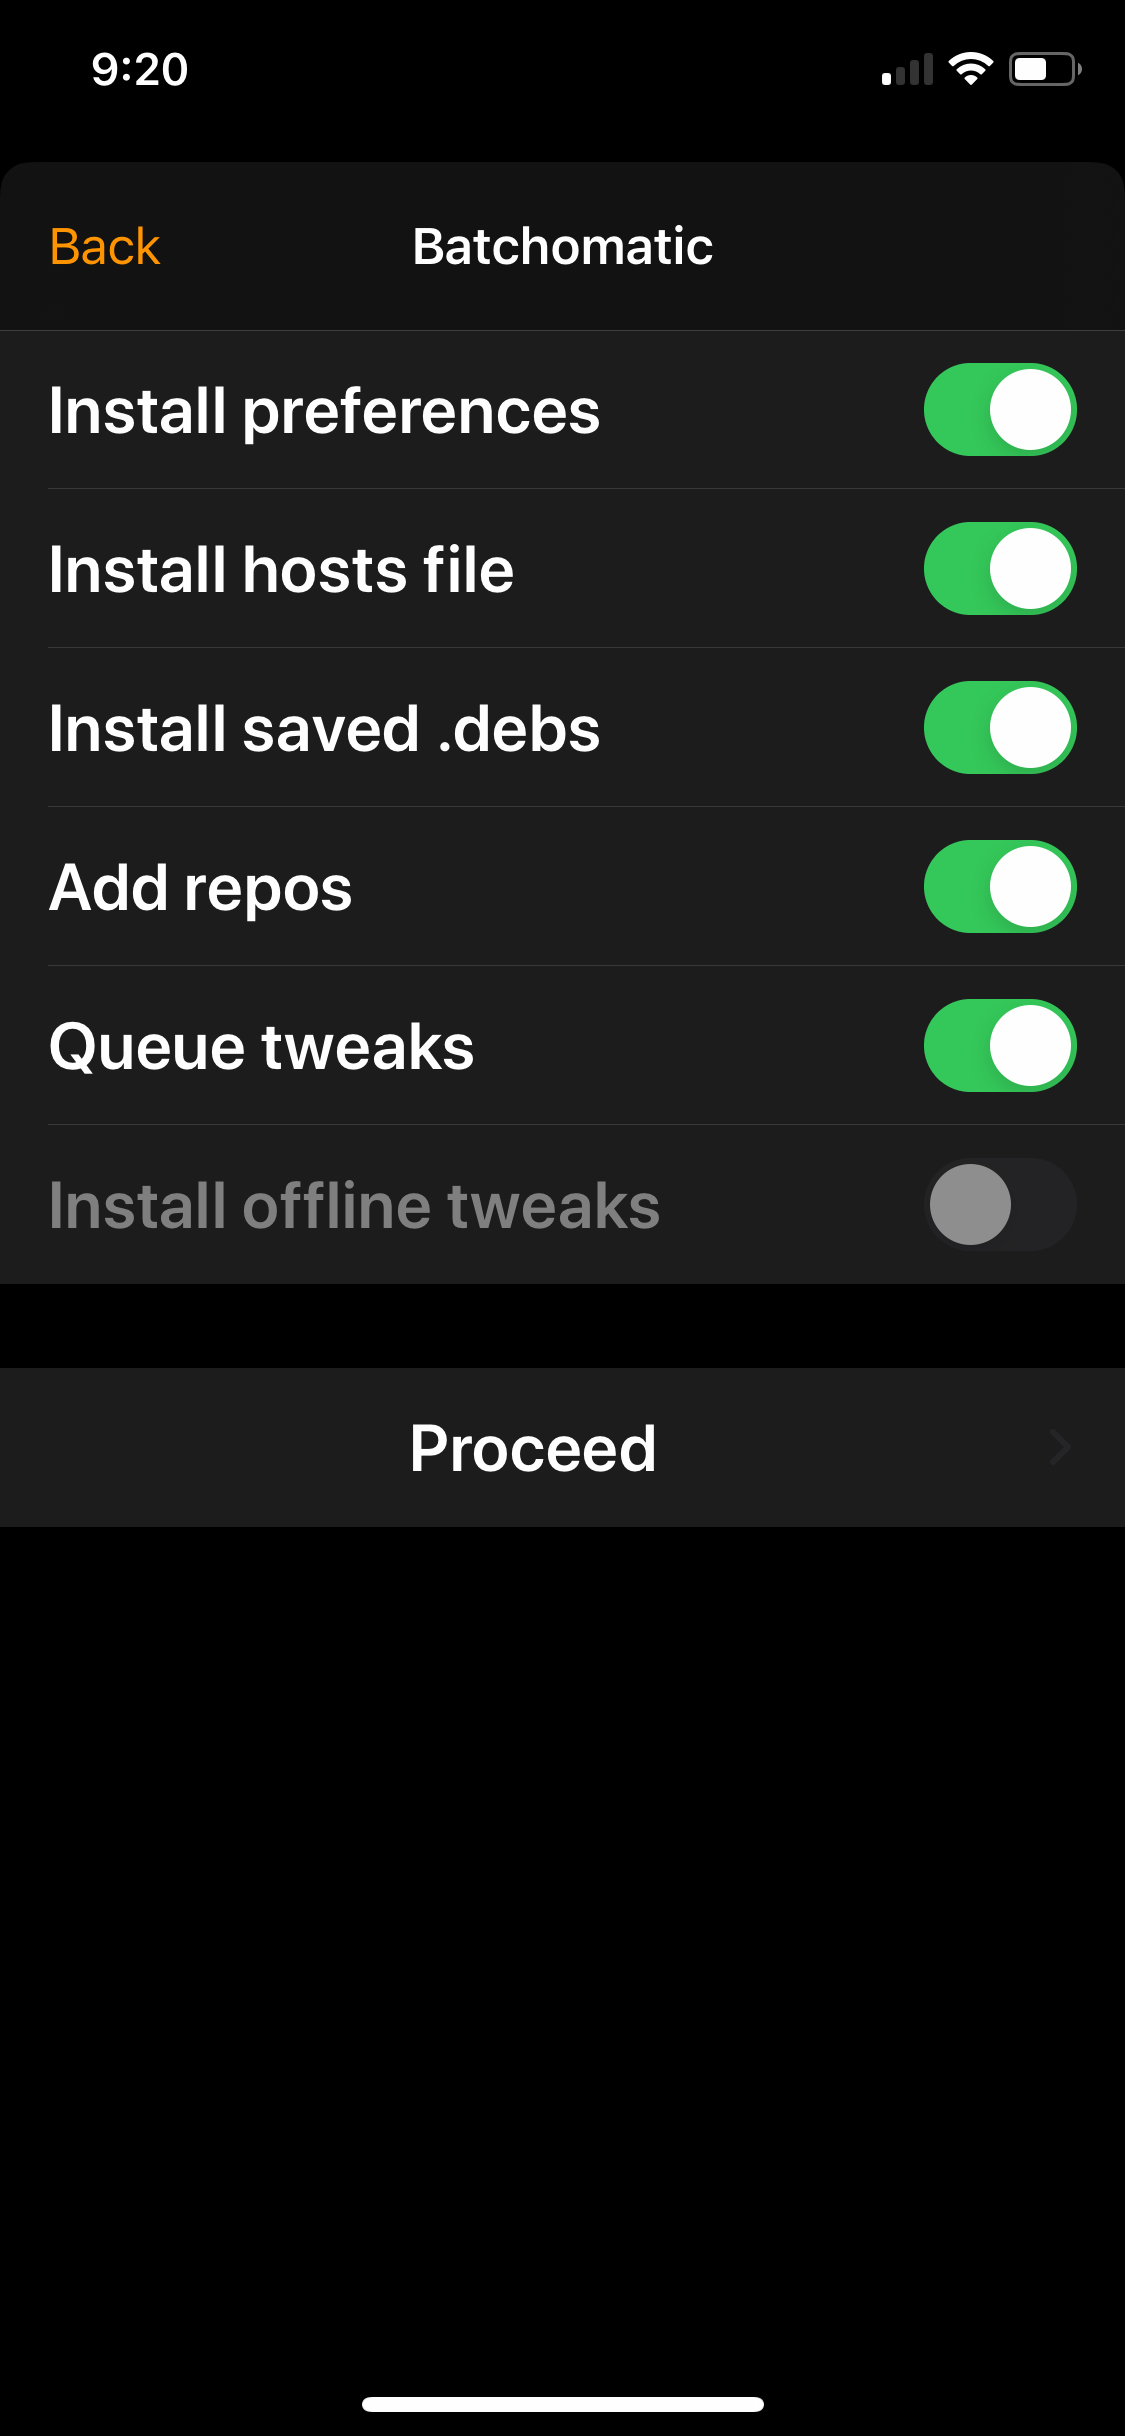 9:20
Back Batchomatic
Install preferences
Install hosts file
Install saved .debs
Add repos
Queue tweaks
Install offline tweaks
Proceed